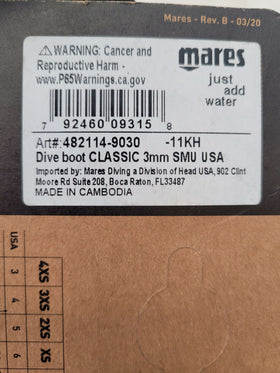 Mares - Rev. B - 03/20
⚠WARNING: Cancer and
Reproductive Harm -
www.P65Warnings.ca.gov
mares
just
add
water
7 92460 09315 8
Art#:482114-9030 -11KH
Dive boot CLASSIC 3mm SMU USA
Imported by: Mares Diving a Division of Head USA, 902 Clint
Moore Rd Suite 208, Boca Raton, FL33487
MADE IN CAMBODIA
4XS 3XS 2XS XS
USA 3 4 5 6